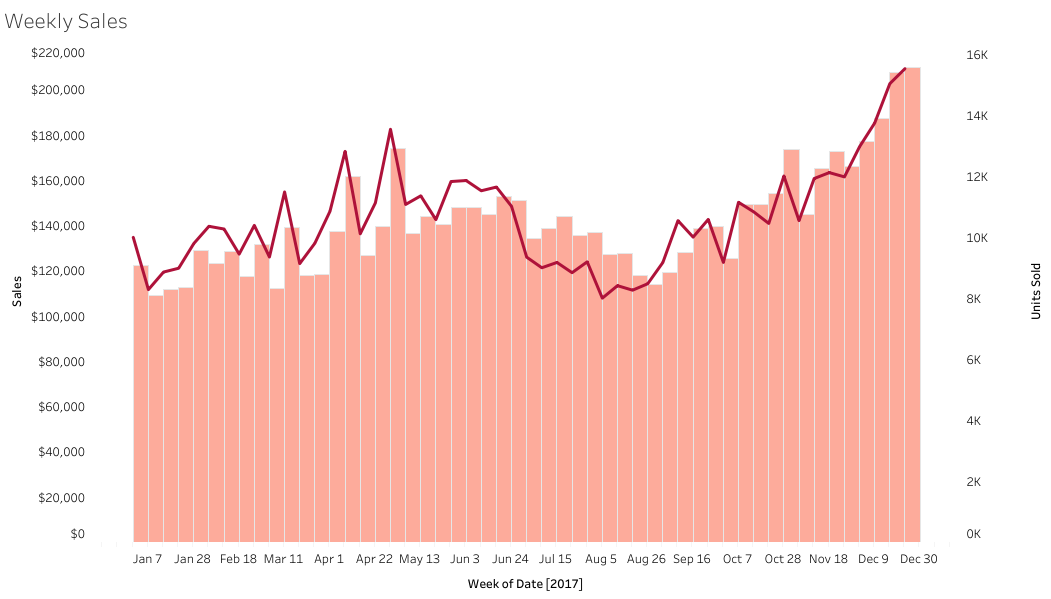 Weekly Sales
$220,000
$200,000
$180,000
$160,000
$140,000
$120,000
$100,000
$80,000
$60,000
$40,000
$20,000
$0
Sales
16K
14K
12K
10K
8K
6K
4K
2K
0K
Units Sold
Jan 7 Jan 28 Feb 18 Mar 11 Apr 1 Apr 22 May 13 Jun 3 Jun 24 Jul 15 Aug 5 Aug 26 Sep 16 Oct 7 Oct 28 Nov 18 Dec 9 Dec 30
Week of Date [2017]